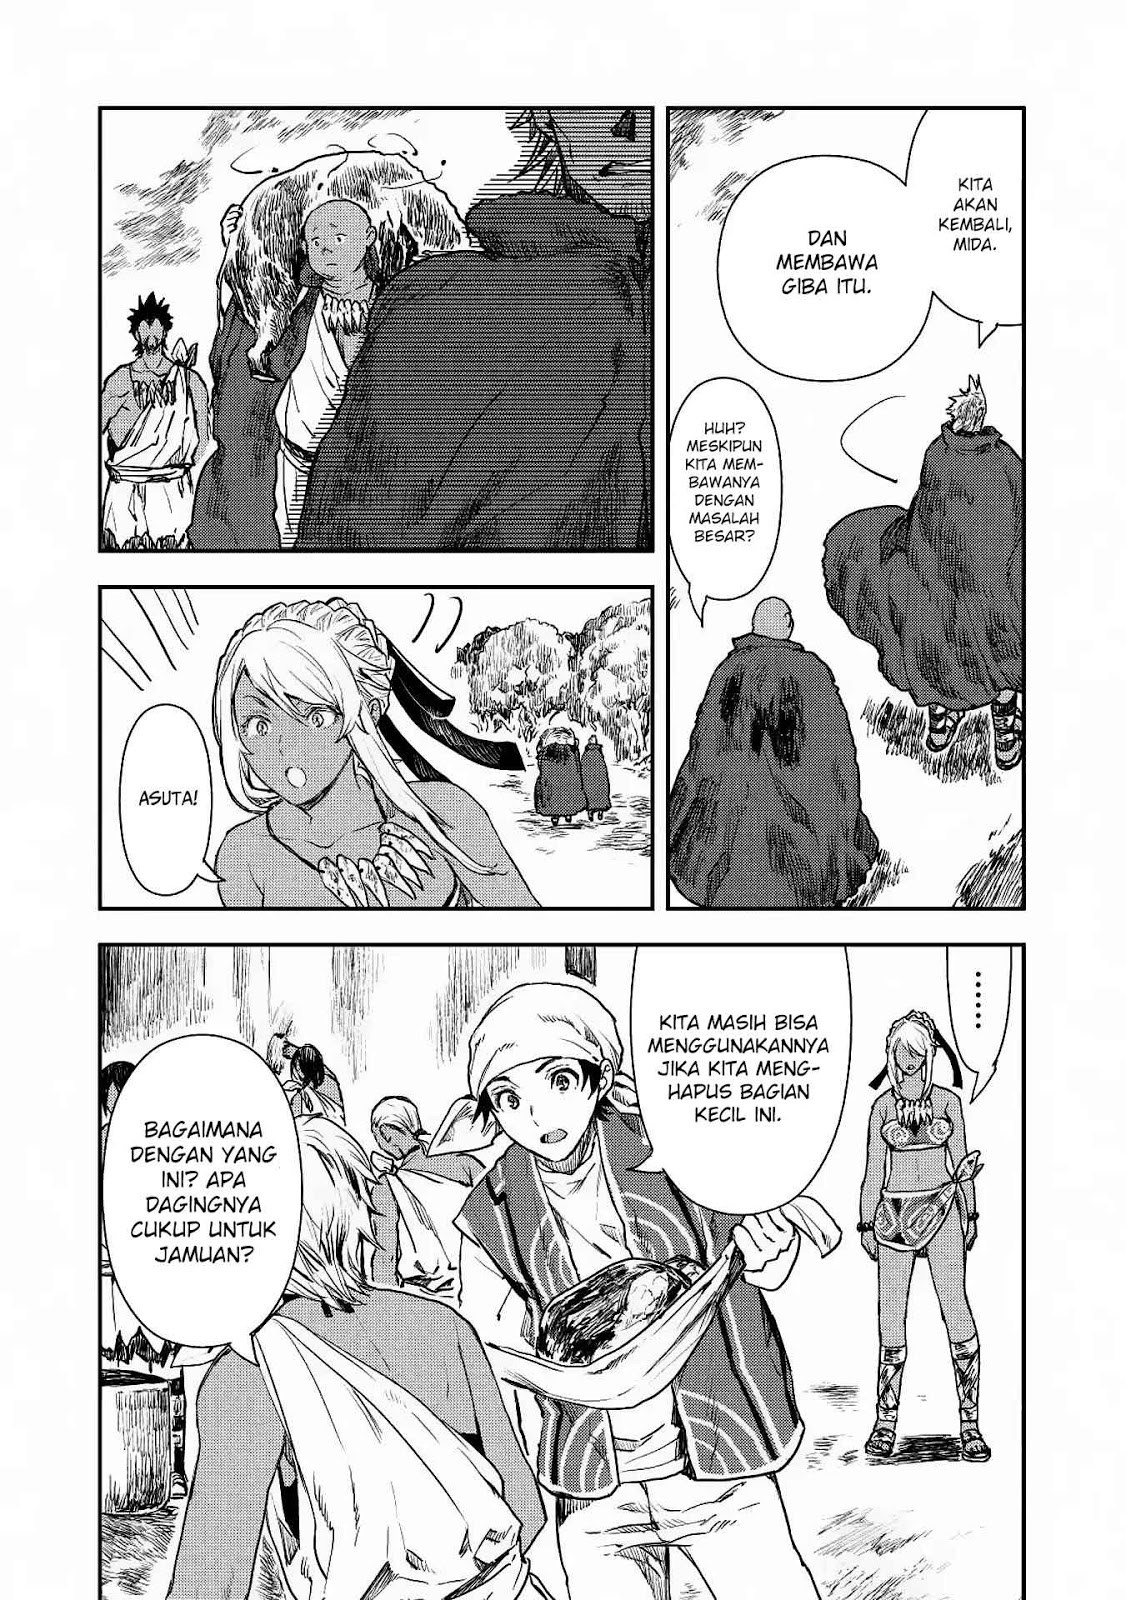 KITA
AKAN
KEMBALI,
MIDA.
DAN
MEMBAWA
GIBA ITU.
HUH?
MESKIPUN
KITA MEM-
BAWANYA
DENGAN
MASALAH
BESAR?
ASUTA!
.......
KITA MASIH BISA
MENGGUNAKANNYA
JIKA KITA MENG-
HAPUS BAGIAN
KECIL INI.
BAGAIMANA
DENGAN YANG
INI? APA
DAGINGNYA
CUKUP UNTUK
JAMUAN?